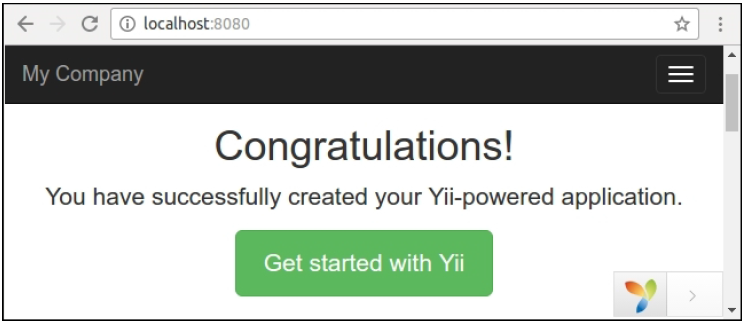 localhost:8080
My Company
Congratulations!
You have successfully created your Yii-powered application.
Get started with Yii